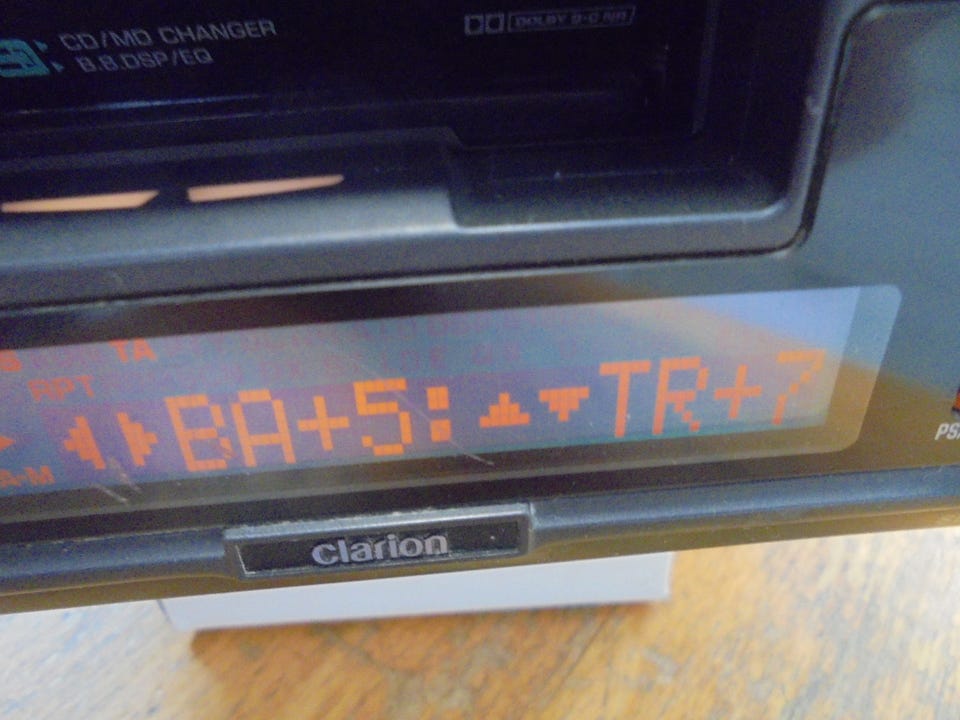 CD/MD CHANGER
B.B.DSP/EQ
DOLBY B-C NR
TA
RPT
BA+5: TR+7
A-M
clarion